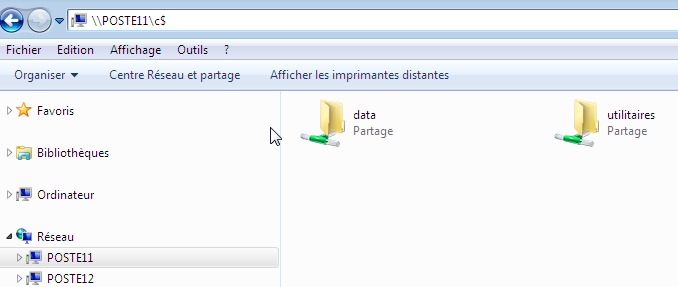 \\POSTE11\c$
Fichier Edition Affichage Outils ?
Organiser Centre Réseau et partage Afficher les imprimantes distantes
Favoris
Bibliothèques
Ordinateur
Réseau
POSTE11
POSTE12
data
Partage
utilitaires
Partage